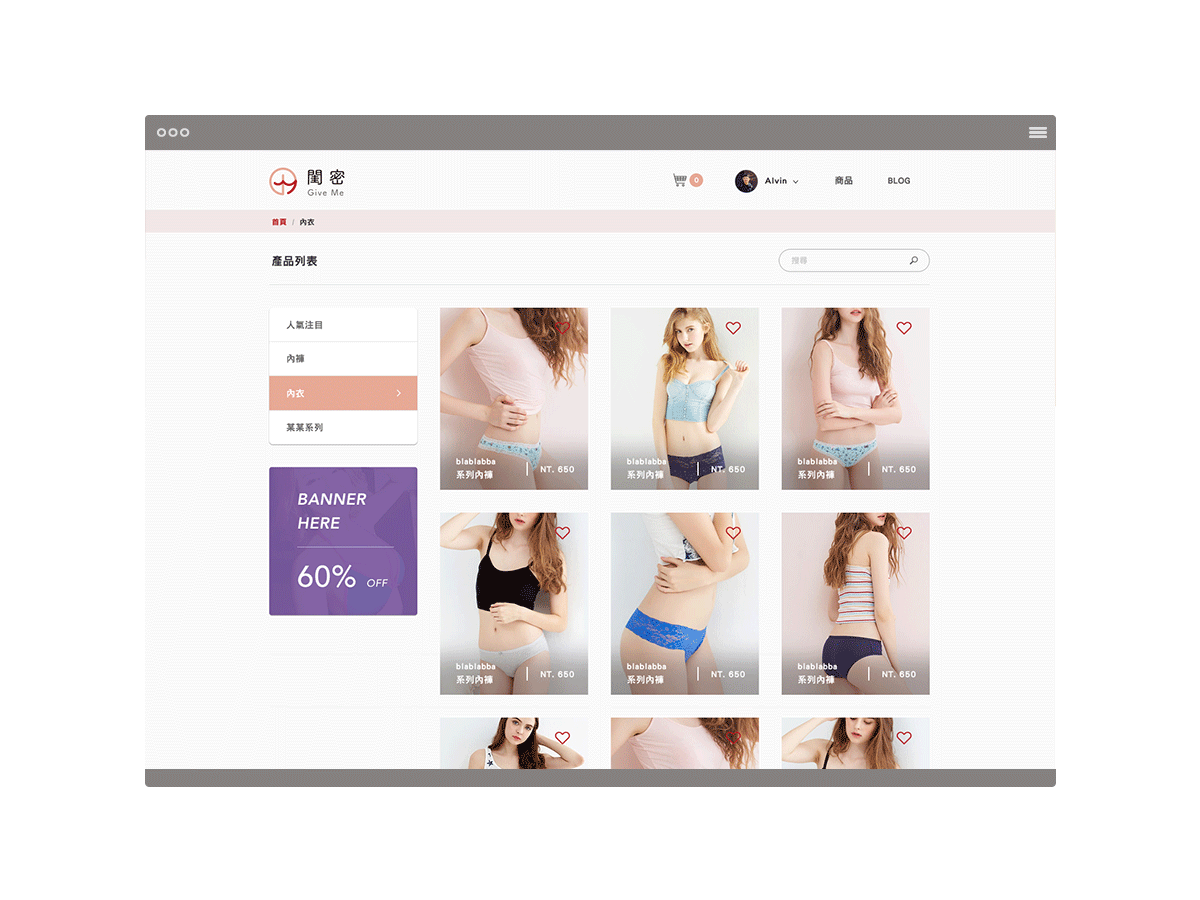 閨密
Give Me
0
Alvin
商品
BLOG
首頁 / 內衣
產品列表
搜尋
人氣注目
內褲
內衣
某某系列
BANNER
HERE
60% OFF
blablabba
系列內褲
NT. 650
blablabba
系列內褲
NT. 650
blablabba
系列內褲
NT. 650
blablabba
系列內褲
NT. 650
blablabba
系列內褲
NT. 650
blablabba
系列內褲
NT. 650